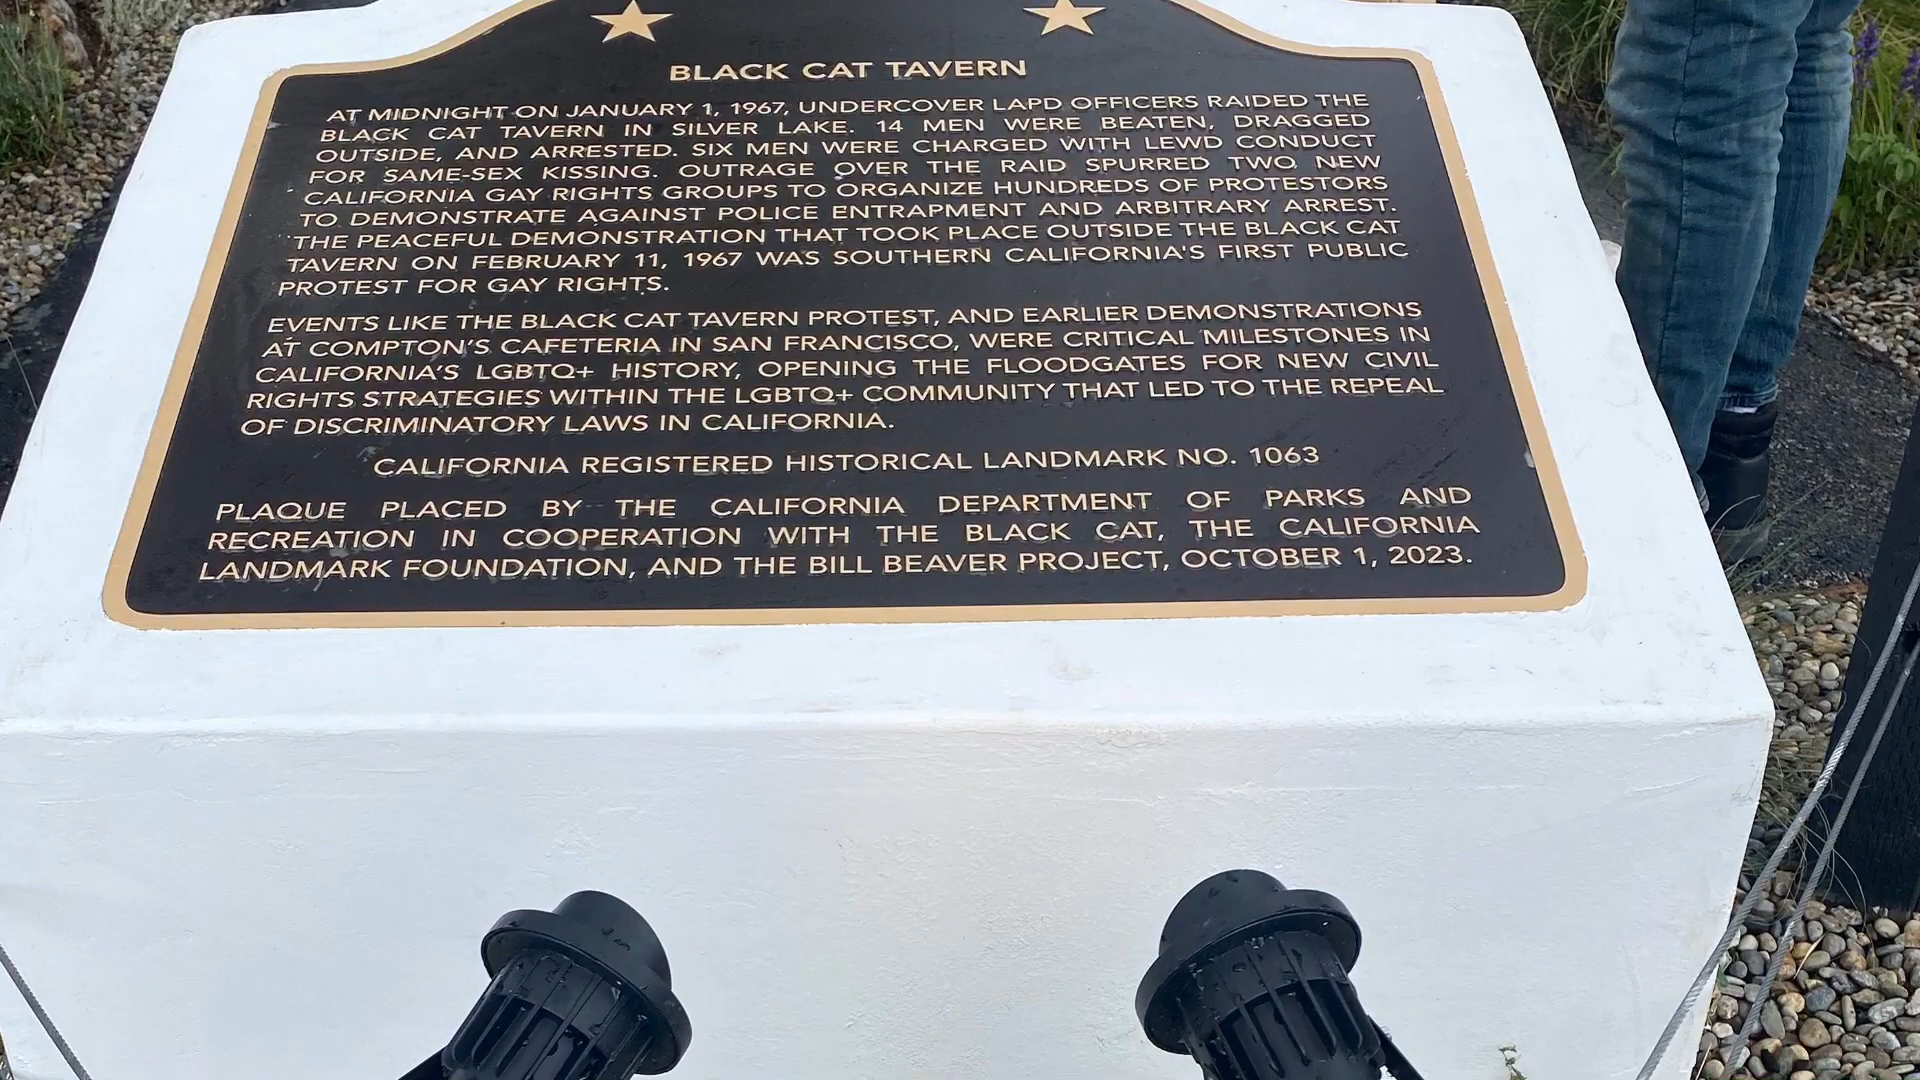 BLACK CAT TAVERN
AT MIDNIGHT ON JANUARY 1, 1967, UNDERCOVER LAPD OFFICERS RAIDED THE
BLACK CAT TAVERN IN SILVER LAKE. 14 MEN WERE BEATEN, DRAGGED
OUTSIDE, AND ARRESTED. SIX MEN WERE CHARGED WITH LEWD CONDUCT
FOR SAME-SEX KISSING. OUTRAGE OVER THE RAID SPURRED TWO NEW
CALIFORNIA GAY RIGHTS GROUPS TO ORGANIZE HUNDREDS OF PROTESTORS
TO DEMONSTRATE AGAINST POLICE ENTRAPMENT AND ARBITRARY ARREST.
THE PEACEFUL DEMONSTRATION THAT TOOK PLACE OUTSIDE THE BLACK CAT
TAVERN ON FEBRUARY 11, 1967 WAS SOUTHERN CALIFORNIA'S FIRST PUBLIC
PROTEST FOR GAY RIGHTS.
EVENTS LIKE THE BLACK CAT TAVERN PROTEST, AND EARLIER DEMONSTRATIONS
AT COMPTON'S CAFETERIA IN SAN FRANCISCO, WERE CRITICAL MILESTONES IN
CALIFORNIA'S LGBTQ+ HISTORY, OPENING THE FLOODGATES FOR NEW CIVIL
RIGHTS STRATEGIES WITHIN THE LGBTQ+ COMMUNITY THAT LED TO THE REPEAL
OF DISCRIMINATORY LAWS IN CALIFORNIA.
CALIFORNIA REGISTERED HISTORICAL LANDMARK NO. 1063
PLAQUE PLACED BY THE CALIFORNIA DEPARTMENT OF PARKS AND
RECREATION IN COOPERATION WITH THE BLACK CAT, THE CALIFORNIA
LANDMARK FOUNDATION, AND THE BILL BEAVER PROJECT, OCTOBER 1, 2023.